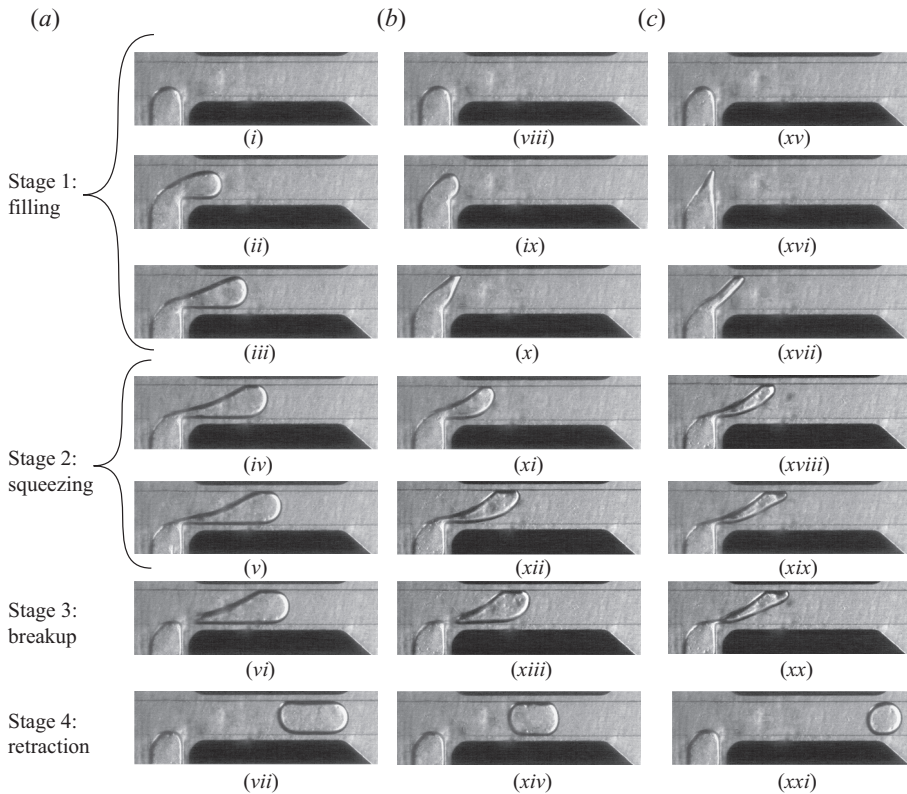 (a) (b) (c)
(i) (viii) (xv)
Stage 1:
filling
(ii) (ix) (xvi)
(iii) (x) (xvii)
(iv) (xi) (xviii)
Stage 2:
squeezing
(v) (xii) (xix)
Stage 3:
breakup
(vi) (xiii) (xx)
Stage 4:
retraction
(vii) (xiv) (xxi)